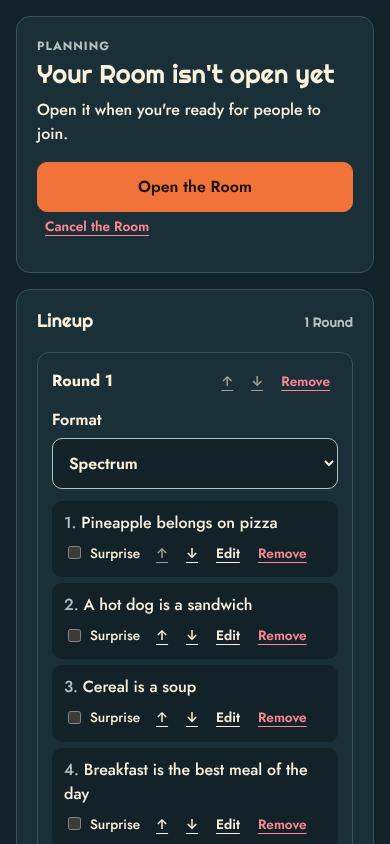 PLANNING
Your Room isn't open yet
Open it when you're ready for people to
join.
Open the Room
Cancel the Room
Lineup 1 Round
Round 1 ↑ ↓ Remove
Format
Spectrum
1. Pineapple belongs on pizza
Surprise ↑ ↓ Edit Remove
2. A hot dog is a sandwich
Surprise ↑ ↓ Edit Remove
3. Cereal is a soup
Surprise ↑ ↓ Edit Remove
4. Breakfast is the best meal of the
day
Surprise ↑ ↓ Edit Remove